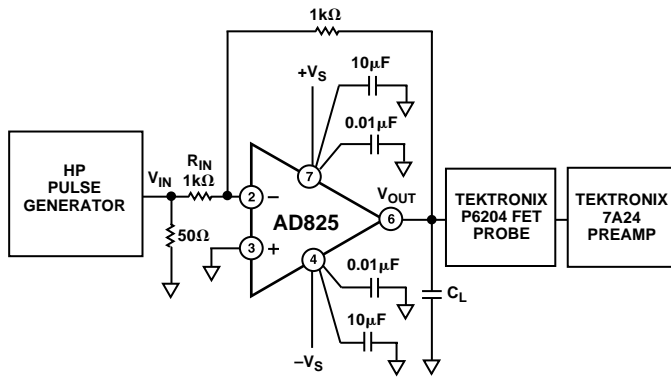 1kΩ
10μF
+VS
0.01μF
HP
PULSE
GENERATOR
VIN
RIN
1kΩ
50Ω
2
−
3
+
7
AD825
4
6
VOUT
TEKTRONIX
P6204 FET
PROBE
TEKTRONIX
7A24
PREAMP
0.01μF
CL
10μF
−VS